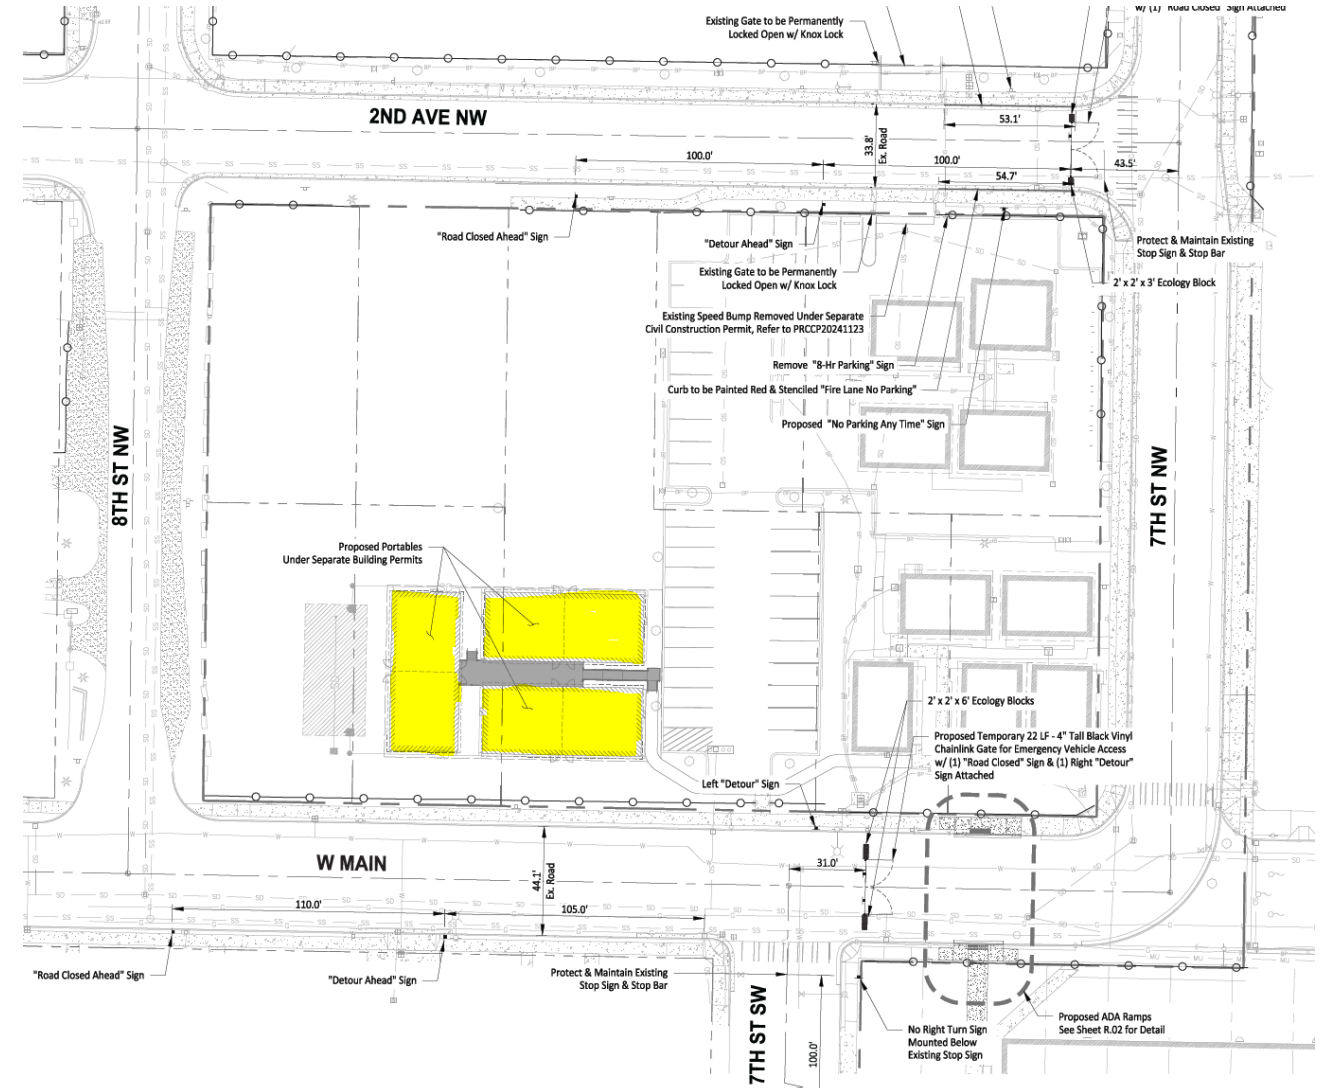 w/ (1) "Road Closed" Sign Attached
Existing Gate to be Permanently
Locked Open w/ Knox Lock
2ND AVE NW
53.1'
33.8'
Ex. Road
100.0'
100.0'
43.5'
54.7'
"Road Closed Ahead" Sign
"Detour Ahead" Sign
Protect & Maintain Existing
Stop Sign & Stop Bar
Existing Gate to be Permanently
Locked Open w/ Knox Lock
2' x 2' x 3' Ecology Block
Existing Speed Bump Removed Under Separate
Civil Construction Permit, Refer to PRCCP20241123
Remove "8-Hr Parking" Sign
Curb to be Painted Red & Stenciled "Fire Lane No Parking"
Proposed "No Parking Any Time" Sign
8TH ST NW
7TH ST NW
Proposed Portables
Under Separate Building Permits
2' x 2' x 6' Ecology Blocks
Proposed Temporary 22 LF - 4" Tall Black Vinyl
Chainlink Gate for Emergency Vehicle Access
w/ (1) "Road Closed" Sign & (1) Right "Detour"
Sign Attached
Left "Detour" Sign
W MAIN
44.1'
Ex. Road
31.0'
110.0'
105.0'
"Road Closed Ahead" Sign
"Detour Ahead" Sign
Protect & Maintain Existing
Stop Sign & Stop Bar
7TH ST SW
100.0'
No Right Turn Sign
Mounted Below
Existing Stop Sign
Proposed ADA Ramps
See Sheet R.02 for Detail